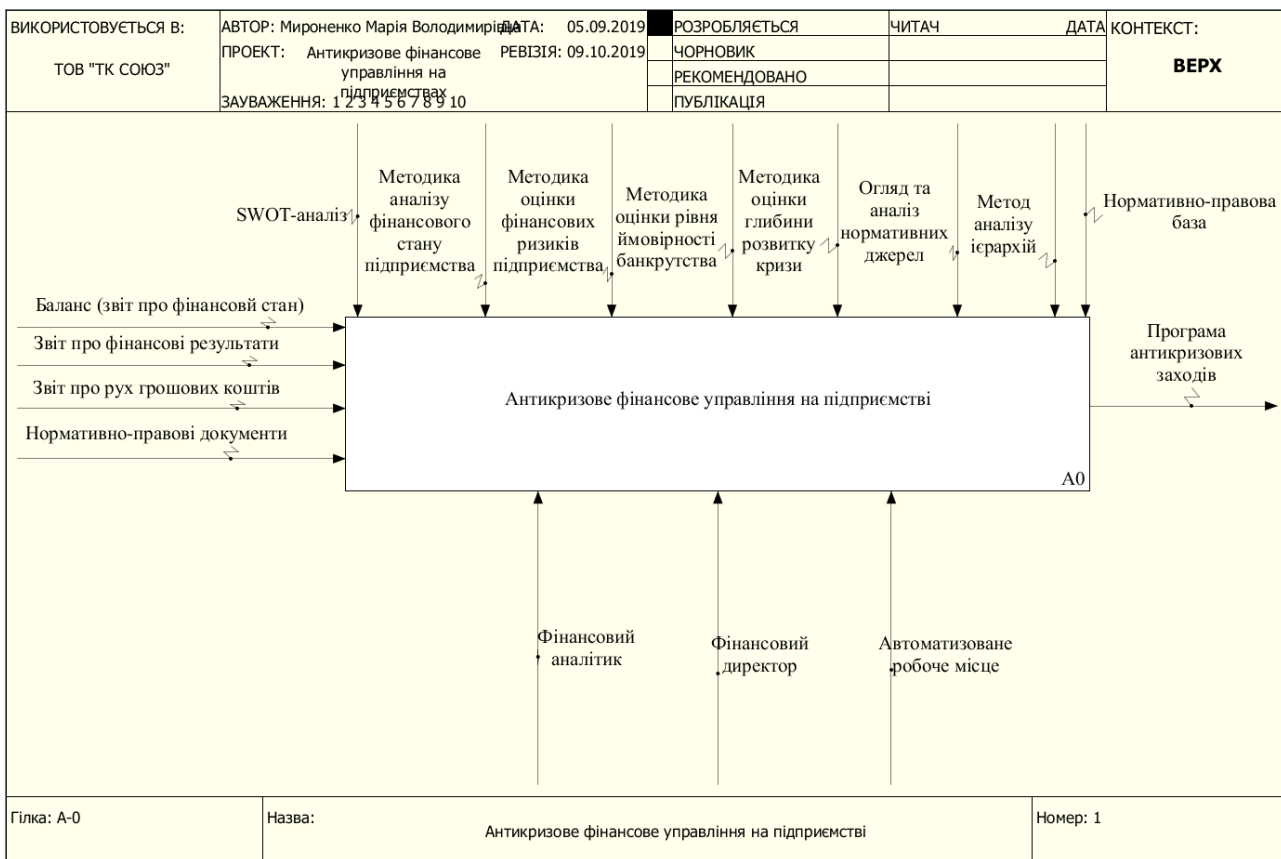 ВИКОРИСТОВУЄТЬСЯ В:
ТОВ "ТК СОЮЗ"
АВТОР: Мироненко Марія Володимирівна
ДАТА: 05.09.2019
ПРОЕКТ: Антикризове фінансове
управління на
підприємствах
РЕВІЗІЯ: 09.10.2019
ЗАУВАЖЕННЯ: 1 2 3 4 5 6 7 8 9 10
РОЗРОБЛЯЄТЬСЯ
ЧОРНОВИК
РЕКОМЕНДОВАНО
ПУБЛІКАЦІЯ
ЧИТАЧ
ДАТА
КОНТЕКСТ:
ВЕРХ
SWOT-аналіз
Методика
аналізу
фінансового
стану
підприємства
Методика
оцінки
фінансових
ризиків
підприємства
Методика
оцінки рівня
ймовірності
банкрутства
Методика
оцінки
глибини
розвитку
кризи
Огляд та
аналіз
нормативних
джерел
Метод
аналізу
ієрархій
Нормативно-правова
база
Баланс (звіт про фінансовй стан)
Звіт про фінансові результати
Звіт про рух грошових коштів
Нормативно-правові документи
Антикризове фінансове управління на підприємстві
A0
Програма
антикризових
заходів
Фінансовий
аналітик
Фінансовий
директор
Автоматизоване
робоче місце
Гілка: A-0
Назва:
Антикризове фінансове управління на підприємстві
Номер: 1